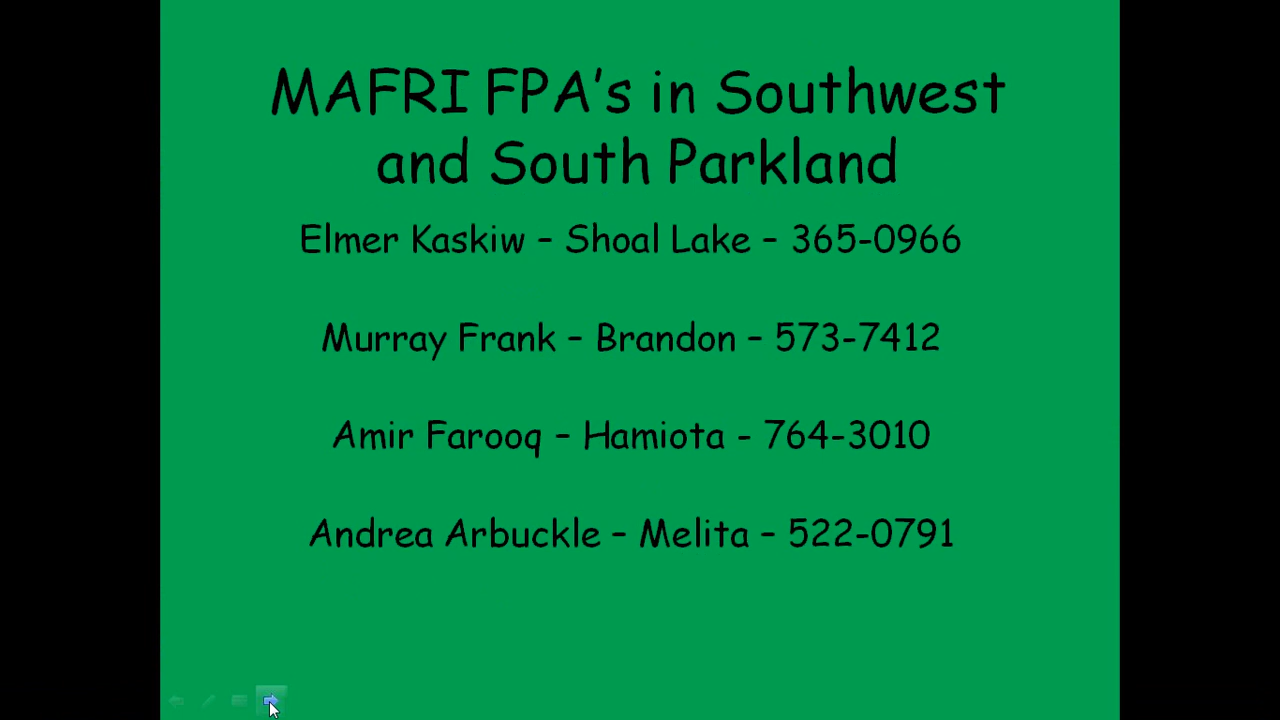 MAFRI FPA's in Southwest
and South Parkland
Elmer Kaskiw – Shoal Lake – 365-0966
Murray Frank – Brandon – 573-7412
Amir Farooq – Hamiota - 764-3010
Andrea Arbuckle – Melita – 522-0791